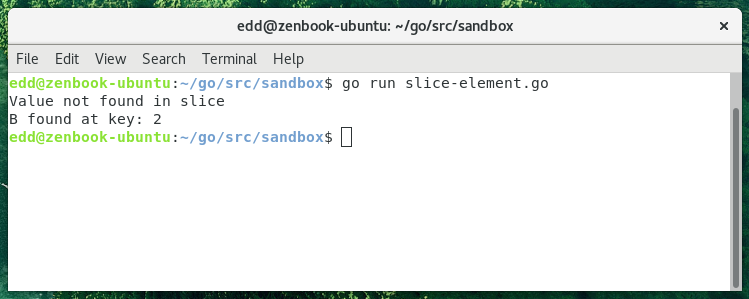 edd@zenbook-ubuntu: ~/go/src/sandbox
File Edit View Search Terminal Help
edd@zenbook-ubuntu:~/go/src/sandbox$ go run slice-element.go
Value not found in slice
B found at key: 2
edd@zenbook-ubuntu:~/go/src/sandbox$